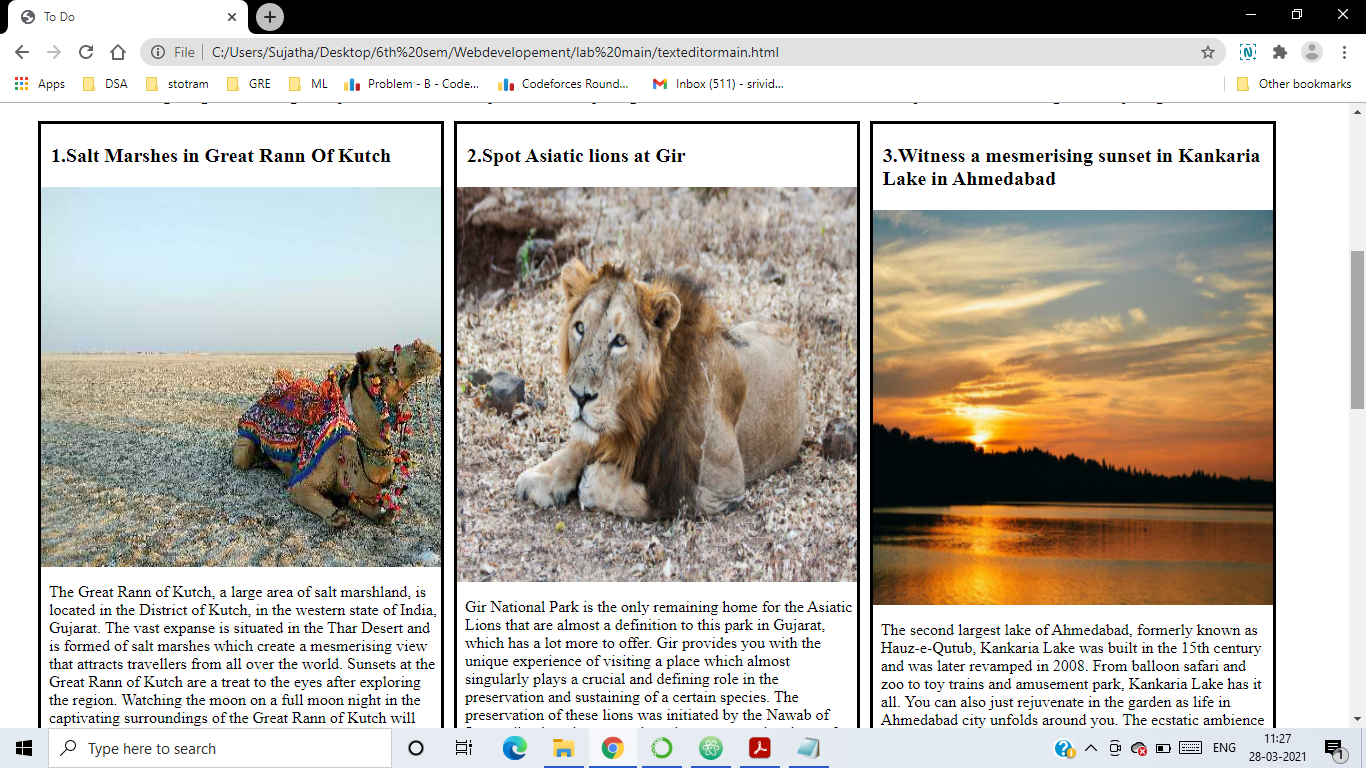 To Do
File
C:/Users/Sujatha/Desktop/6th%20sem/Webdevelopement/lab%20main/texteditormain.html
Apps
DSA
stotram
GRE
ML
Problem - B - Code...
Codeforces Round...
Inbox (511) - srivid...
Other bookmarks
1.Salt Marshes in Great Rann Of Kutch
The Great Rann of Kutch, a large area of salt marshland, is
located in the District of Kutch, in the western state of India,
Gujarat. The vast expanse is situated in the Thar Desert and
is formed of salt marshes which create a mesmerising view
that attracts travellers from all over the world. Sunsets at the
Great Rann of Kutch are a treat to the eyes after exploring
the region. Watching the moon on a full moon night in the
captivating surroundings of the Great Rann of Kutch will
2.Spot Asiatic lions at Gir
Gir National Park is the only remaining home for the Asiatic
Lions that are almost a definition to this park in Gujarat,
which has a lot more to offer. Gir provides you with the
unique experience of visiting a place which almost
singularly plays a crucial and defining role in the
preservation and sustaining of a certain species. The
preservation of these lions was initiated by the Nawab of
3.Witness a mesmerising sunset in Kankaria
Lake in Ahmedabad
The second largest lake of Ahmedabad, formerly known as
Hauz-e-Qutub, Kankaria Lake was built in the 15th century
and was later revamped in 2008. From balloon safari and
zoo to toy trains and amusement park, Kankaria Lake has it
all. You can also just rejuvenate in the garden as life in
Ahmedabad city unfolds around you. The ecstatic ambience
Type here to search
ENG
11:27
28-03-2021
1